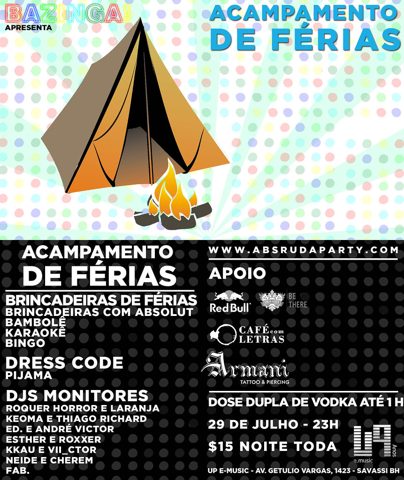 BAZINGA!
APRESENTA
ACAMPAMENTO
DE FÉRIAS
ACAMPAMENTO
DE FÉRIAS
BRINCADEIRAS DE FÉRIAS
BRINCADEIRAS COM ABSOLUT
BAMBOLÊ
KARAOKÊ
BINGO
DRESS CODE
PIJAMA
DJS MONITORES
ROQUER HORROR E LARANJA
KEOMA E THIAGO RICHARD
ED. E ANDRÉ VICTOR
ESTHER E ROXXER
KKAU E VII_CTOR
NEIDE E CHEREM
FAB.
WWW.ABSRUDAPARTY.COM
APOIO
Red Bull
BE
THERE
CAFÉ com
LETRAS
Armani
TATTOO & PIERCING
DOSE DUPLA DE VODKA ATÉ 1H
29 DE JULHO - 23H
$15 NOITE TODA
UP
e.music
Anos
UP E-MUSIC - AV. GETULIO VARGAS, 1423 - SAVASSI BH